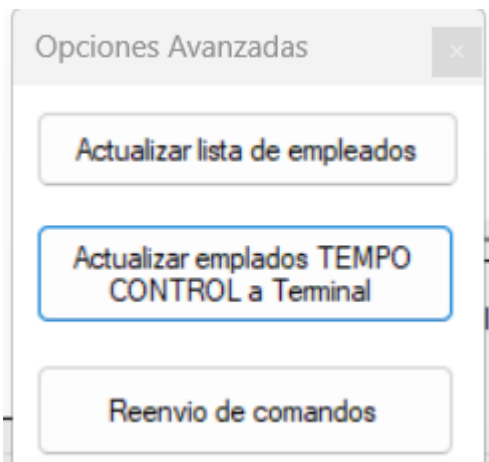 Opciones Avanzadas
Actualizar lista de empleados
Actualizar emplados TEMPO
CONTROL a Terminal
Reenvio de comandos